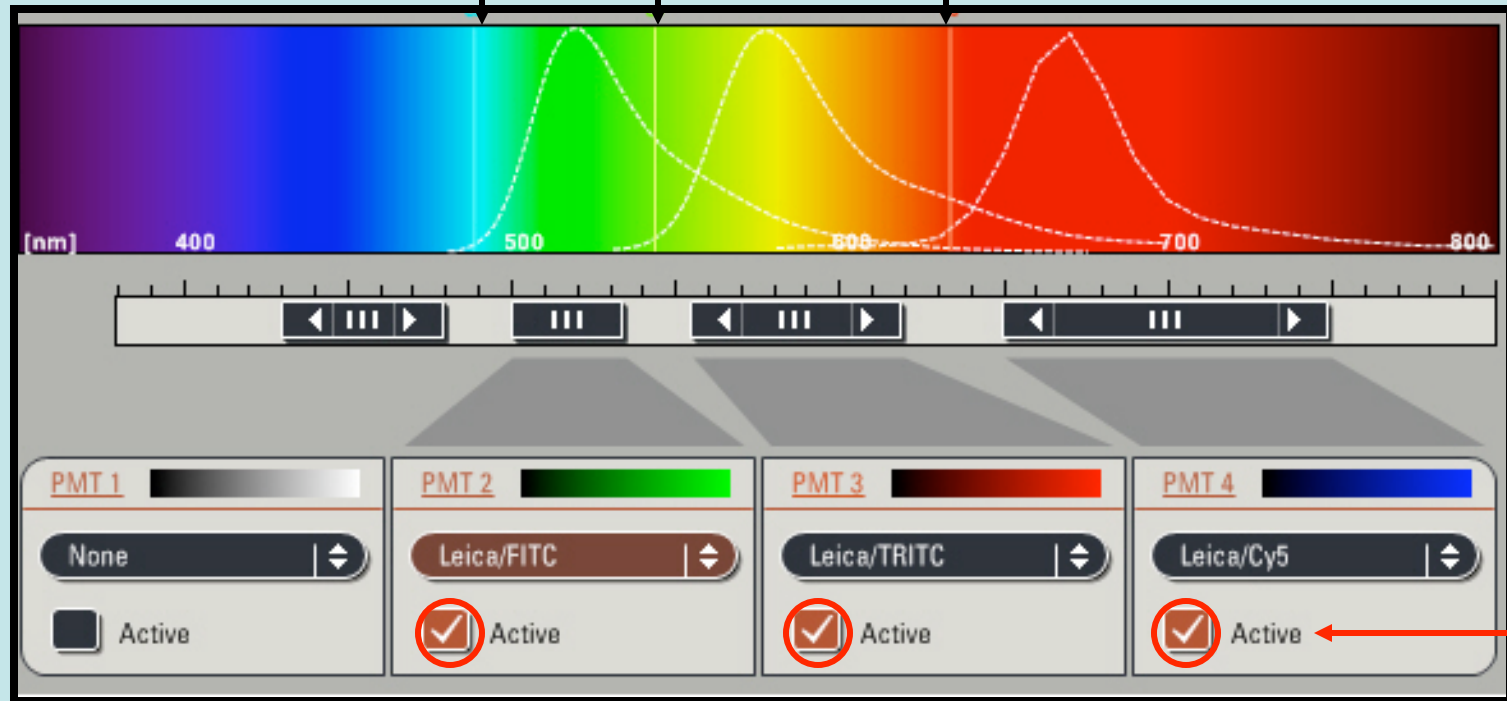 [nm] 400 500 600 700 800
PMT 1 PMT 2 PMT 3 PMT 4
None Leica/FITC Leica/TRITC Leica/Cy5
Active Active Active Active